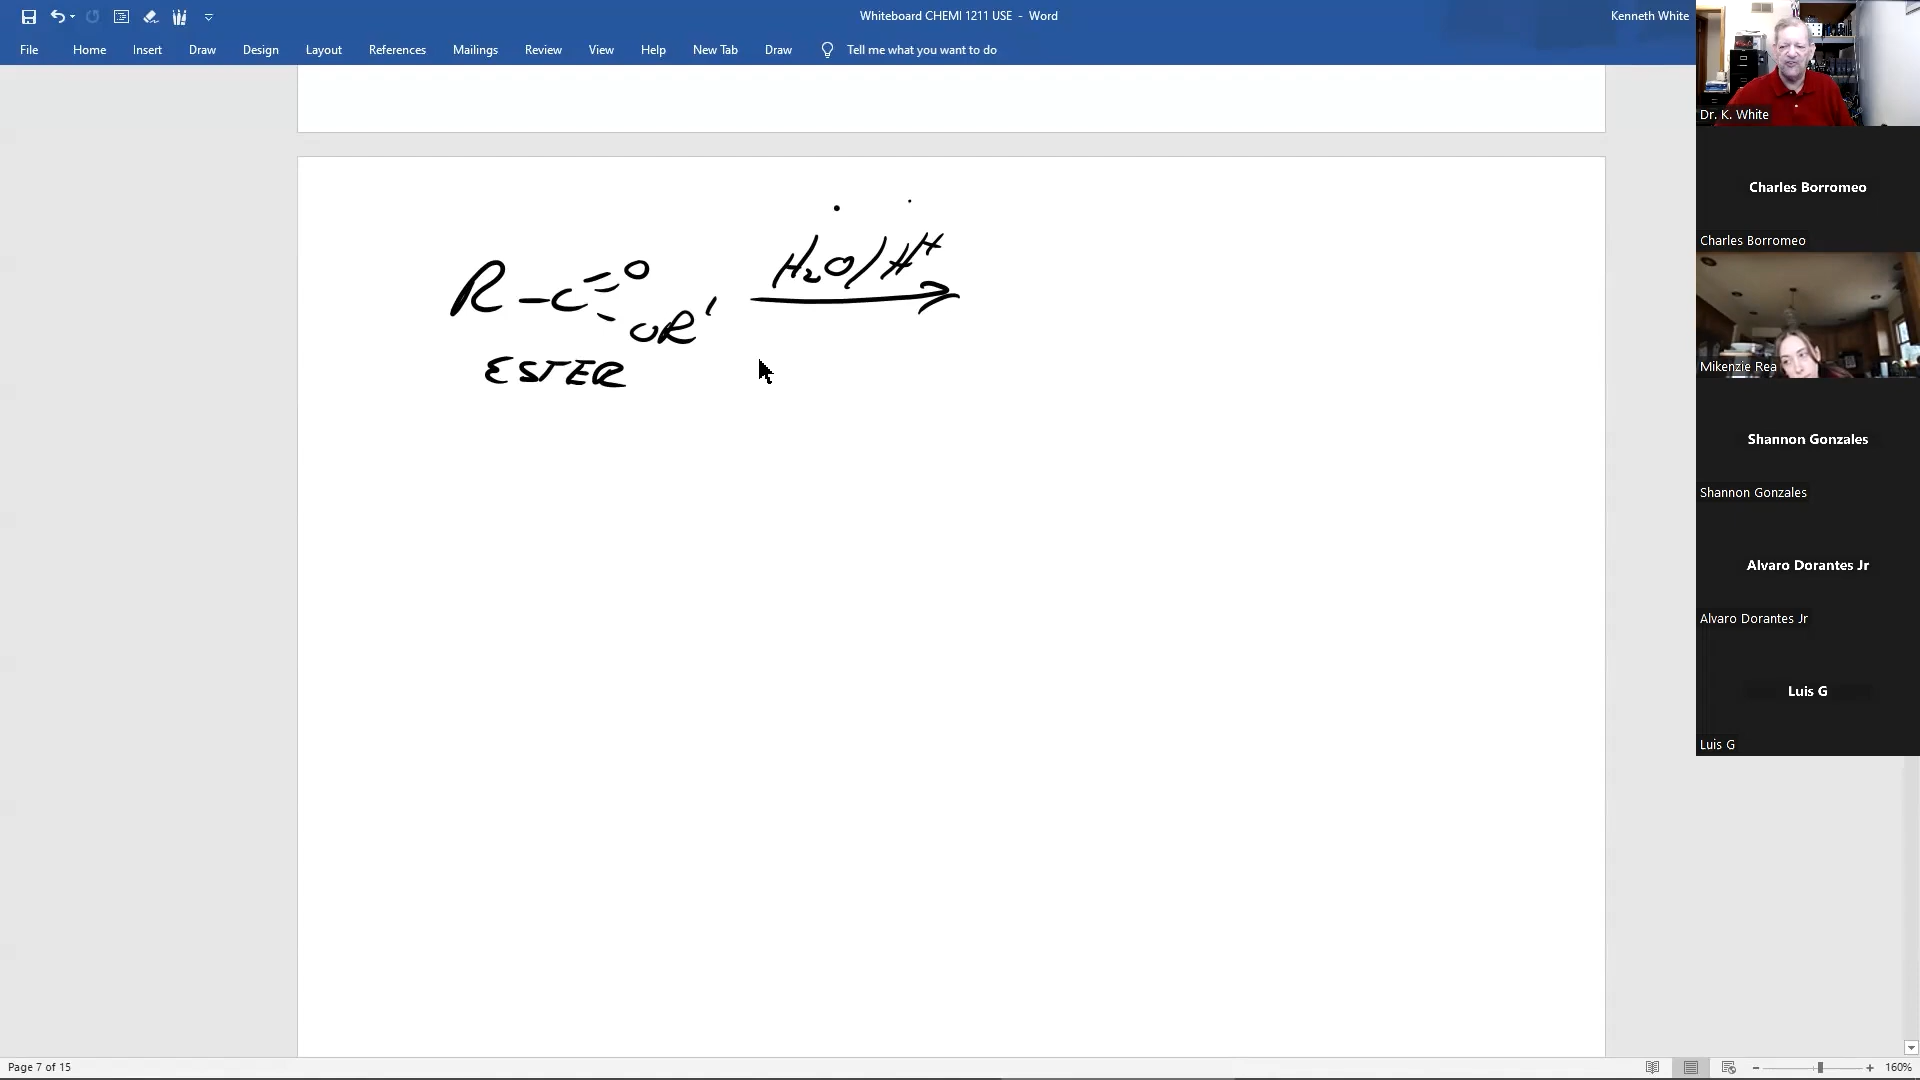 Whiteboard CHEMI 1211 USE - Word
Kenneth White
File Home Insert Draw Design Layout References Mailings Review View Help New Tab Draw Tell me what you want to do
Dr. K. White
Charles Borromeo
Charles Borromeo
Mikenzie Rea
Shannon Gonzales
Shannon Gonzales
Alvaro Dorantes Jr
Alvaro Dorantes Jr
Luis G
Luis G
H₂O/H⁺
R-C=O
OR'
ESTER
Page 7 of 15
160%